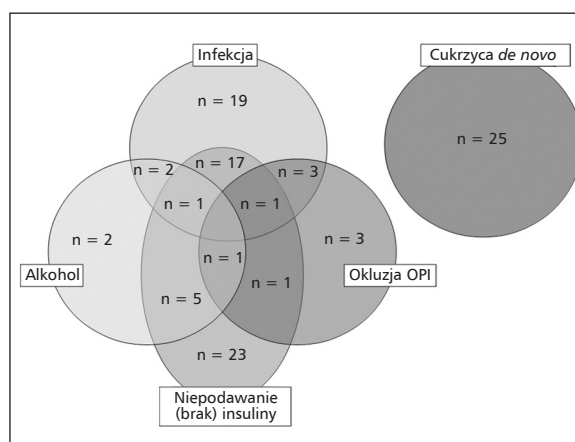 Infekcja
Cukrzyca de novo
n = 19
n = 25
n = 17
n = 2
n = 3
n = 1
n = 1
n = 2
n = 3
n = 1
Alkohol
n = 1
Okluzja OPI
n = 5
n = 23
Niepodawanie
(brak) insuliny